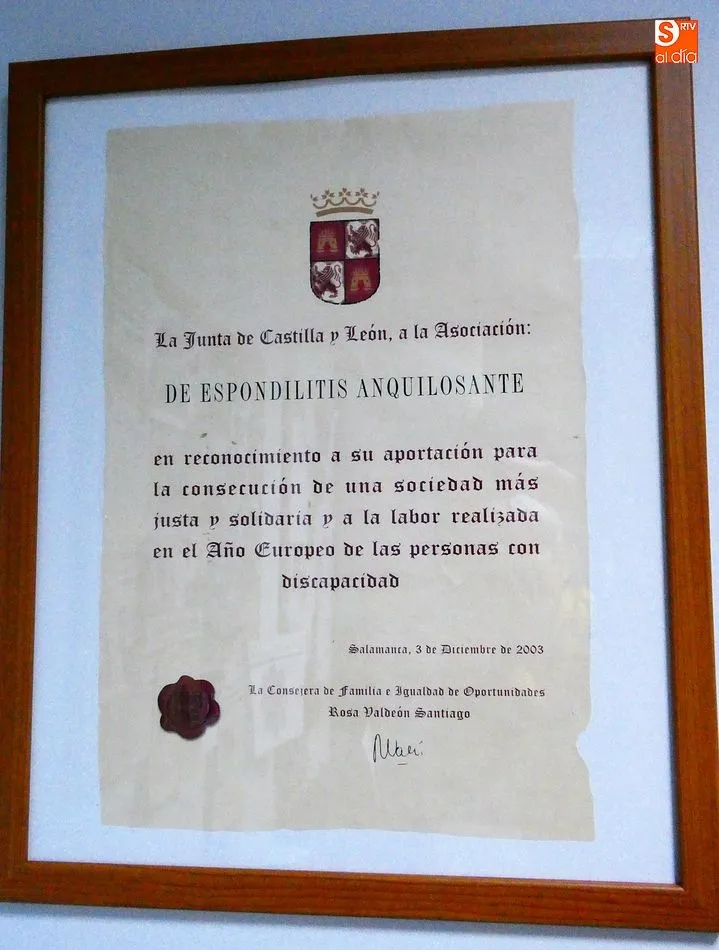 S RTV
al día
La Junta de Castilla y León, a la Asociación:
DE ESPONDILITIS ANQUILOSANTE
en reconocimiento a su aportación para
la consecución de una sociedad más
justa y solidaria y a la labor realizada
en el Año Europeo de las personas con
discapacidad
Salamanca, 3 de Diciembre de 2003
La Consejera de Familia e Igualdad de Oportunidades
Rosa Valdeón Santiago